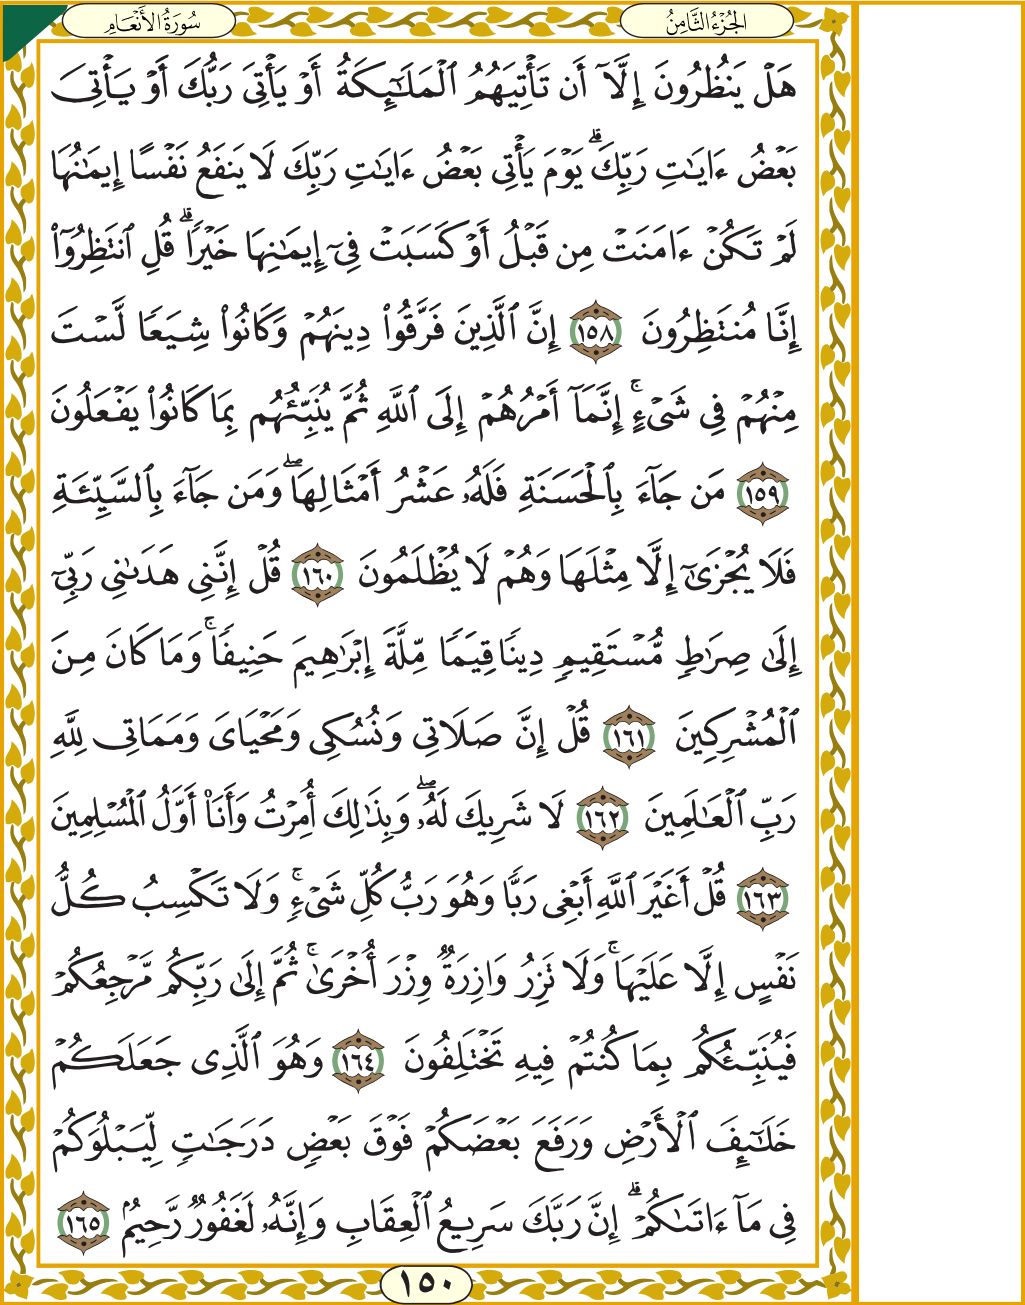 الجُزْءُ الثَّامِنُ
سُورَةُ الأَنْعَامِ
هَلْ يَنظُرُونَ إِلَّآ أَن تَأْتِيَهُمُ ٱلْمَلَٰٓئِكَةُ أَوْ يَأْتِىَ رَبُّكَ أَوْ يَأْتِىَ
بَعْضُ ءَايَٰتِ رَبِّكَ ۗ يَوْمَ يَأْتِى بَعْضُ ءَايَٰتِ رَبِّكَ لَا يَنفَعُ نَفْسًا إِيمَٰنُهَا
لَمْ تَكُنْ ءَامَنَتْ مِن قَبْلُ أَوْ كَسَبَتْ فِىٓ إِيمَٰنِهَا خَيْرًا ۗ قُلِ ٱنتَظِرُوٓا۟
إِنَّا مُنتَظِرُونَ ١٥٨ إِنَّ ٱلَّذِينَ فَرَّقُوا۟ دِينَهُمْ وَكَانُوا۟ شِيَعًا لَّسْتَ
مِنْهُمْ فِى شَىْءٍ ۚ إِنَّمَآ أَمْرُهُمْ إِلَى ٱللَّهِ ثُمَّ يُنَبِّئُهُم بِمَا كَانُوا۟ يَفْعَلُونَ
١٥٩ مَن جَآءَ بِٱلْحَسَنَةِ فَلَهُۥ عَشْرُ أَمْثَالِهَا ۖ وَمَن جَآءَ بِٱلسَّيِّئَةِ
فَلَا يُجْزَىٰٓ إِلَّا مِثْلَهَا وَهُمْ لَا يُظْلَمُونَ ١٦٠ قُلْ إِنَّنِى هَدَىٰنِى رَبِّىٓ
إِلَىٰ صِرَٰطٍ مُّسْتَقِيمٍ دِينًا قِيَمًا مِّلَّةَ إِبْرَٰهِيمَ حَنِيفًا ۚ وَمَا كَانَ مِنَ
ٱلْمُشْرِكِينَ ١٦١ قُلْ إِنَّ صَلَاتِى وَنُسُكِى وَمَحْيَاىَ وَمَمَاتِى لِلَّهِ
رَبِّ ٱلْعَٰلَمِينَ ١٦٢ لَا شَرِيكَ لَهُۥ ۖ وَبِذَٰلِكَ أُمِرْتُ وَأَنَا۠ أَوَّلُ ٱلْمُسْلِمِينَ
١٦٣ قُلْ أَغَيْرَ ٱللَّهِ أَبْغِى رَبًّا وَهُوَ رَبُّ كُلِّ شَىْءٍ ۚ وَلَا تَكْسِبُ كُلُّ
نَفْسٍ إِلَّا عَلَيْهَا ۚ وَلَا تَزِرُ وَازِرَةٌ وِزْرَ أُخْرَىٰ ۚ ثُمَّ إِلَىٰ رَبِّكُم مَّرْجِعُكُمْ
فَيُنَبِّئُكُم بِمَا كُنتُمْ فِيهِ تَخْتَلِفُونَ ١٦٤ وَهُوَ ٱلَّذِى جَعَلَكُمْ
خَلَٰٓئِفَ ٱلْأَرْضِ وَرَفَعَ بَعْضَكُمْ فَوْقَ بَعْضٍ دَرَجَٰتٍ لِّيَبْلُوَكُمْ
فِى مَآ ءَاتَىٰكُمْ ۗ إِنَّ رَبَّكَ سَرِيعُ ٱلْعِقَابِ وَإِنَّهُۥ لَغَفُورٌ رَّحِيمٌۢ ١٦٥
١٥٠